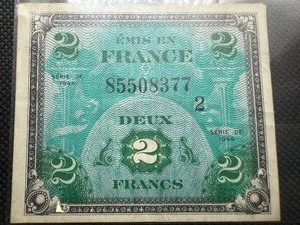 2 ÉMIS EN 2
FRANCE
SÉRIE DE 1944
85508377
2
DEUX
SÉRIE DE 1944
2
2 FRANCS 2